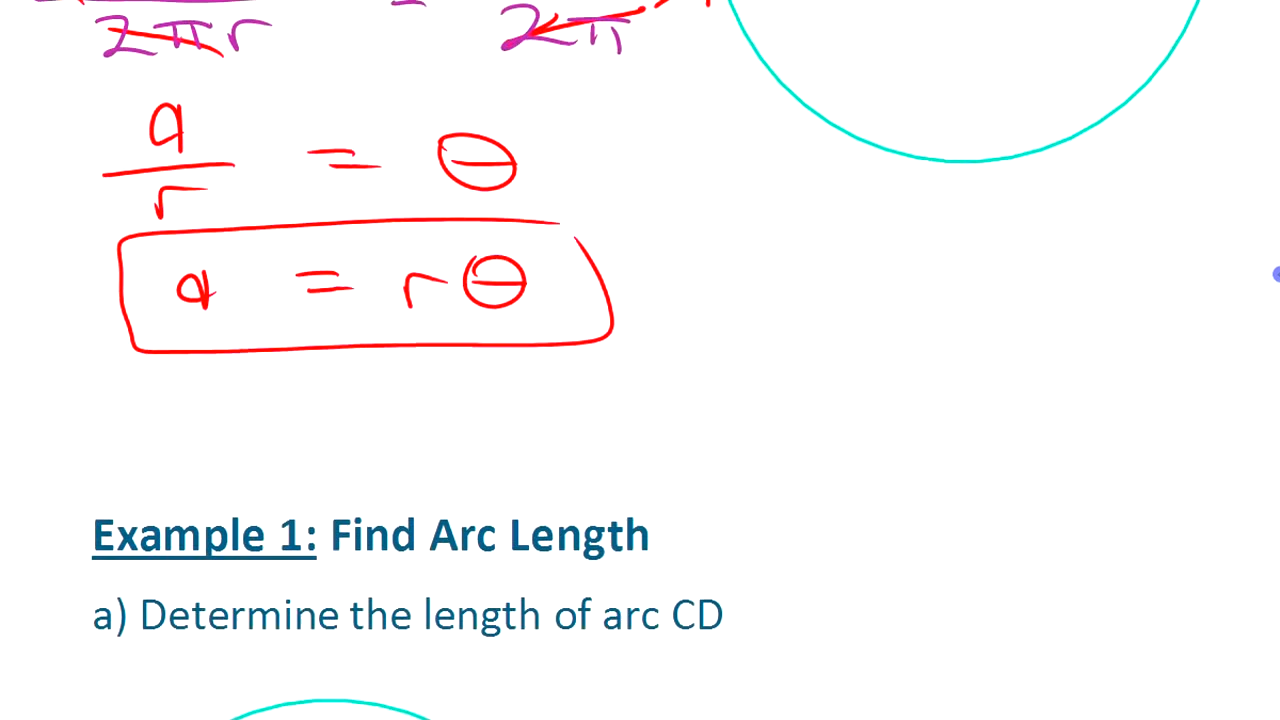 2πr = 2π
a/r = θ
a = rθ
Example 1: Find Arc Length
a) Determine the length of arc CD